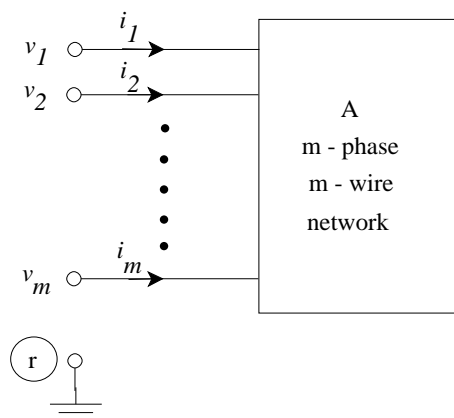 v1 i1
v2 i2
A
m - phase
m - wire
network
vm im
r